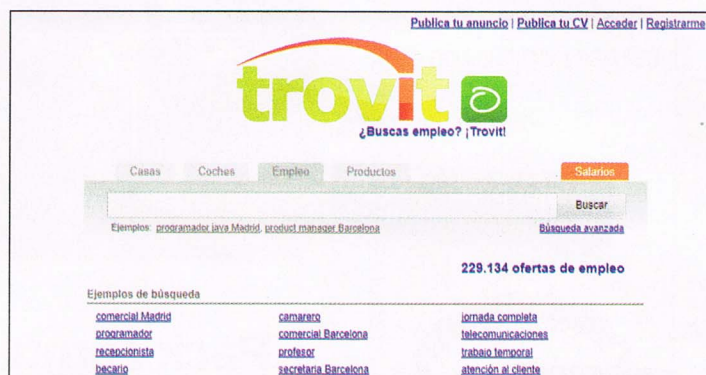 Publica tu anuncio | Publica tu CV | Acceder | Registrarme
trovit
¿Buscas empleo? ¡Trovit!
Casas Coches Empleo Productos Salarios
Buscar
Ejemplos: programador java Madrid, product manager Barcelona Búsqueda avanzada
229.134 ofertas de empleo
Ejemplos de búsqueda
comercial Madrid camarero jornada completa
programador comercial Barcelona telecomunicaciones
recepcionista profesor trabajo temporal
becario secretaria Barcelona atención al cliente